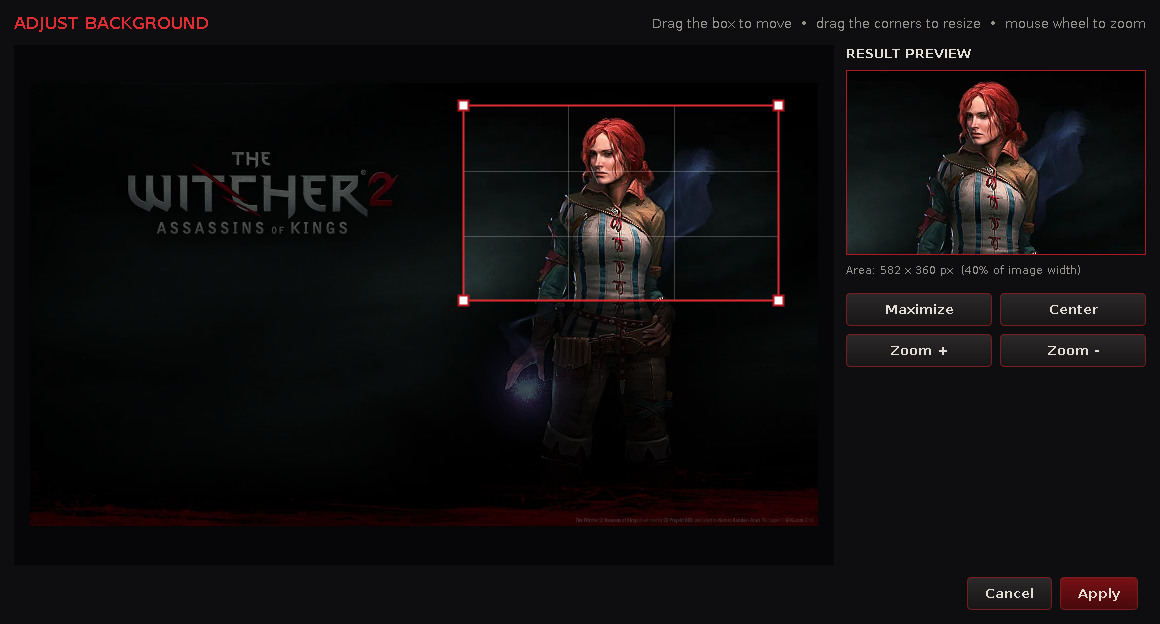 ADJUST BACKGROUND
Drag the box to move • drag the corners to resize • mouse wheel to zoom
RESULT PREVIEW
THE
WITCHER 2
ASSASSINS OF KINGS
Area: 582 x 360 px (40% of image width)
Maximize
Center
Zoom +
Zoom -
Cancel
Apply